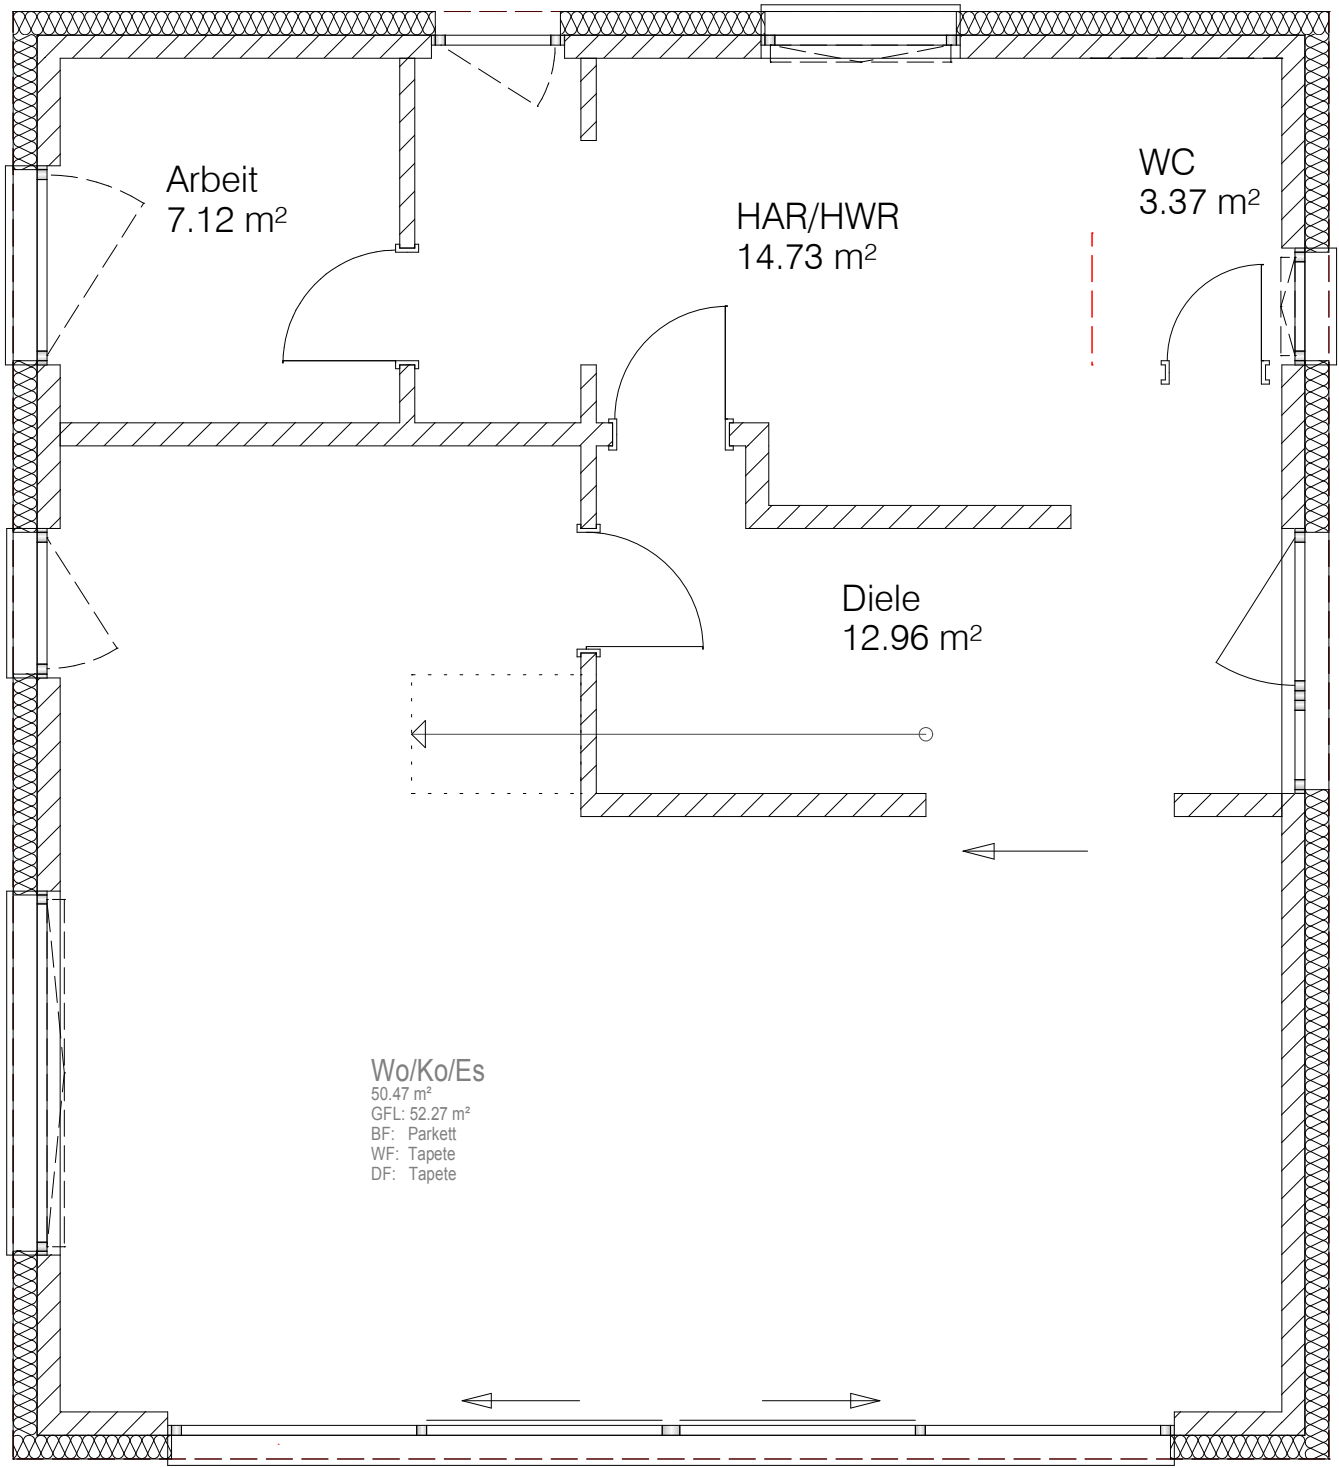 Arbeit
7.12 m²
HAR/HWR
14.73 m²
WC
3.37 m²
Diele
12.96 m²
Wo/Ko/Es
50.47 m²
GFL: 52.27 m²
BF: Parkett
WF: Tapete
DF: Tapete